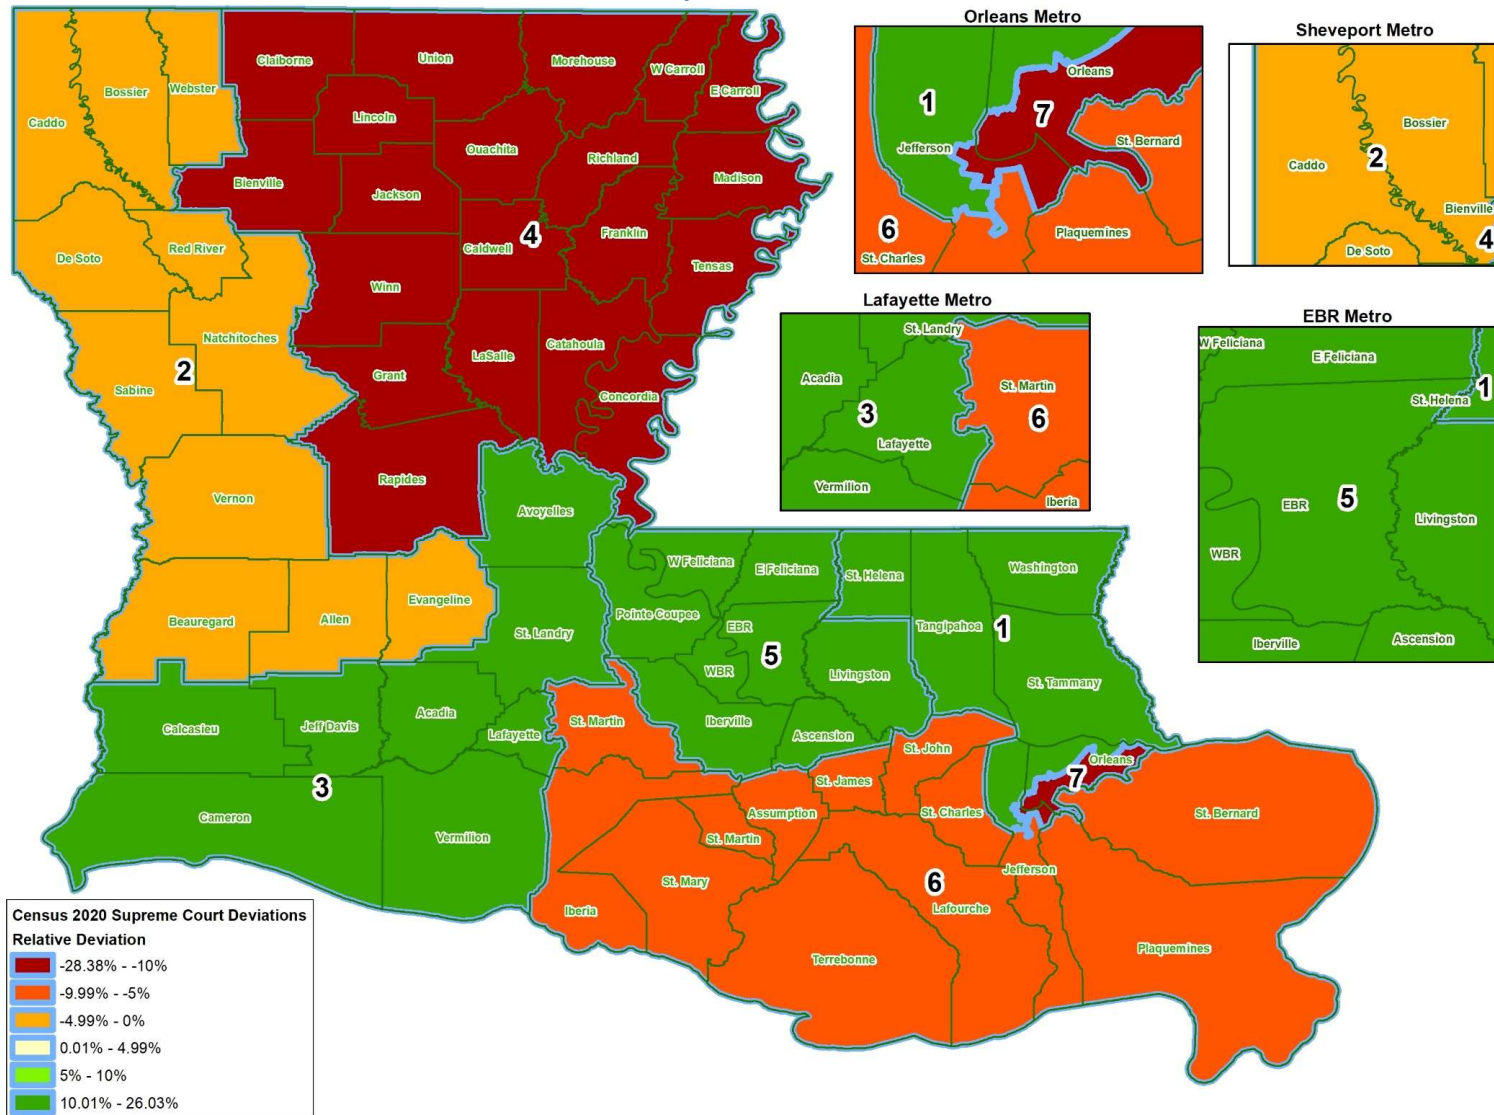 Orleans Metro
Sheveport Metro
Claiborne
Union
Morehouse
W Carroll
E Carroll
Bossier
Webster
Caddo
Lincoln
Ouachita
Richland
Madison
Bienville
Jackson
Caldwell
4
Franklin
Tensas
De Soto
Red River
Winn
Natchitoches
2
Sabine
Grant
LaSalle
Catahoula
Concordia
Rapides
Vernon
Avoyelles
Beauregard
Allen
Evangeline
St. Landry
W Feliciana
E Feliciana
St. Helena
Washington
Pointe Coupee
EBR
5
Tangipahoa
1
WBR
Livingston
St. Tammany
Iberville
Ascension
Calcasieu
Jeff Davis
Acadia
Lafayette
St. Martin
St. John
St. James
Orleans
7
3
Cameron
Vermilion
Assumption
St. Charles
St. Bernard
St. Martin
St. Mary
Jefferson
6
Iberia
Lafourche
Terrebonne
Plaquemines
Orleans
1
7
Jefferson
St. Bernard
6
St. Charles
Plaquemines
Bossier
2
Caddo
Bienville
4
De Soto
Lafayette Metro
St. Landry
Acadia
St. Martin
3
6
Lafayette
Vermilion
Iberia
EBR Metro
W Feliciana
E Feliciana
1
St. Helena
5
EBR
Livingston
WBR
Iberville
Ascension
Census 2020 Supreme Court Deviations
Relative Deviation
-28.38% - -10%
-9.99% - -5%
-4.99% - 0%
0.01% - 4.99%
5% - 10%
10.01% - 26.03%